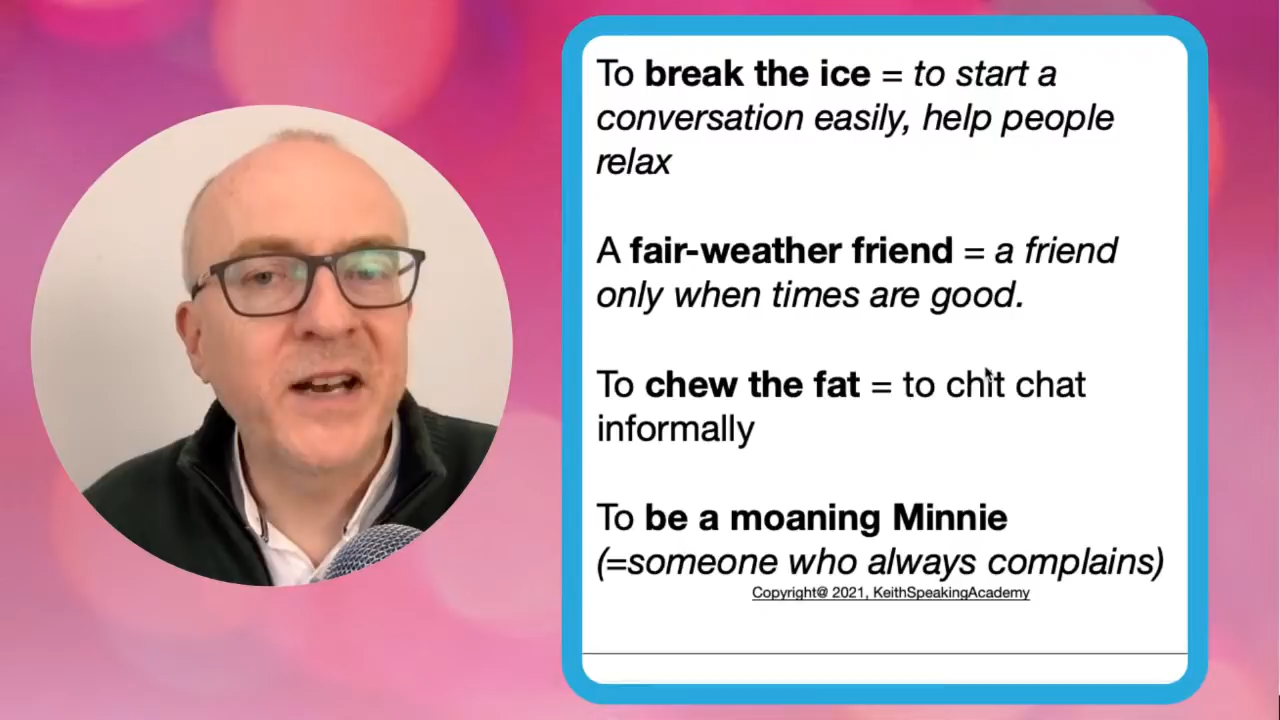 To break the ice = to start a
conversation easily, help people
relax
A fair-weather friend = a friend
only when times are good.
To chew the fat = to chit chat
informally
To be a moaning Minnie
(=someone who always complains)
Copyright@ 2021, KeithSpeakingAcademy